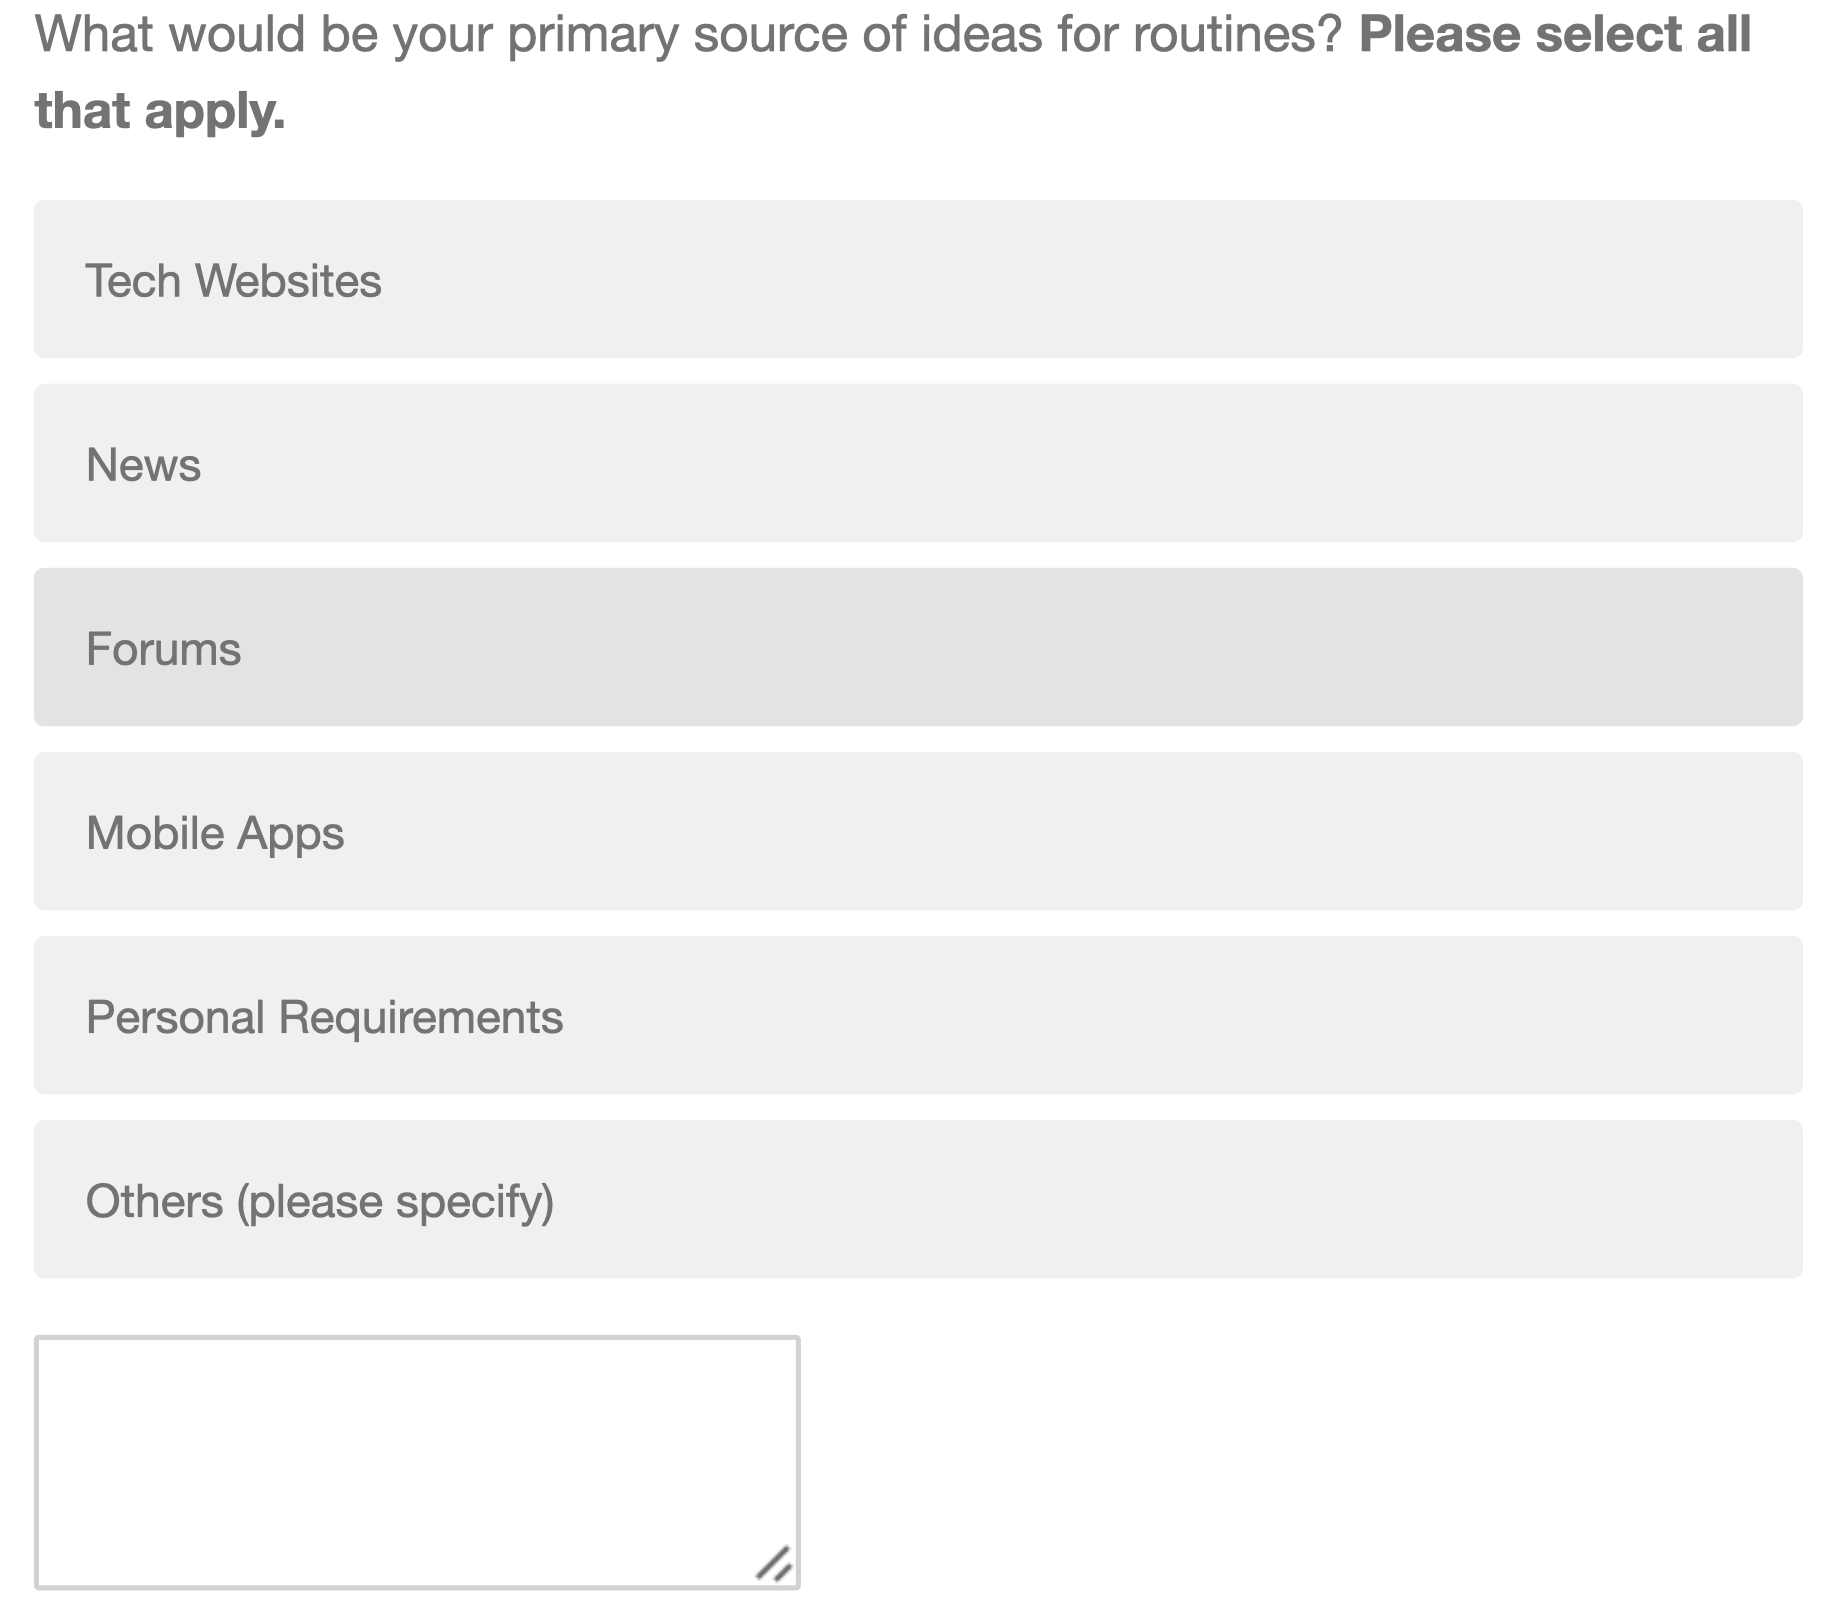 What would be your primary source of ideas for routines? Please select all
that apply.
Tech Websites
News
Forums
Mobile Apps
Personal Requirements
Others (please specify)